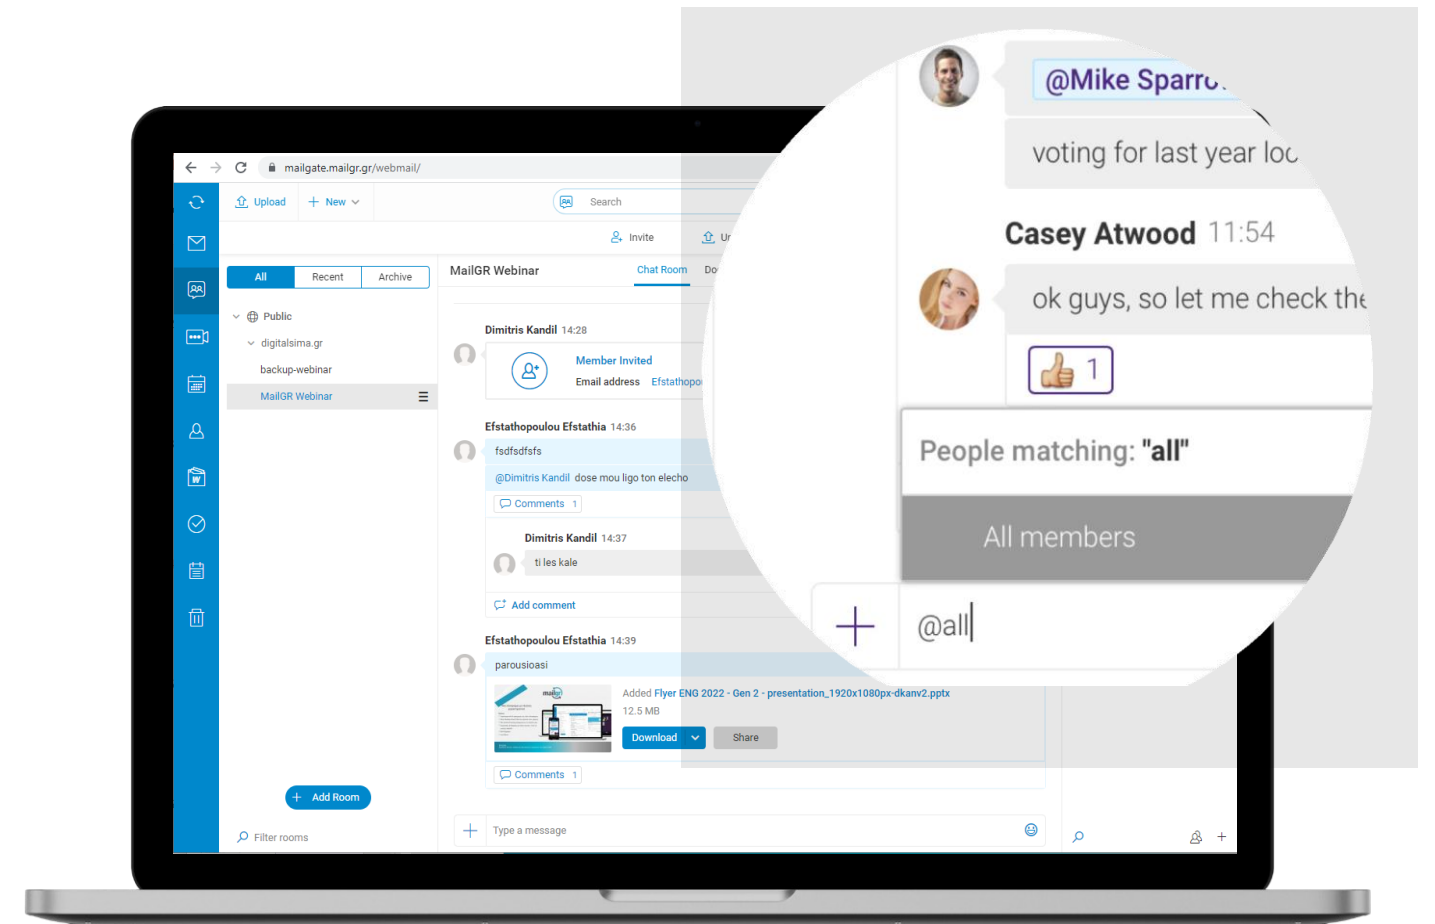 mailgate.mailgr.gr/webmail/
Upload
New
Search
Invite
All
Recent
Archive
Public
digitalsima.gr
backup-webinar
MailGR Webinar
Add Room
Filter rooms
MailGR Webinar
Chat Room
Dimitris Kandil 14:28
Member Invited
Email address
Efstathopou
Efstathopoulou Efstathia 14:36
fsdfsdfsfs
@Dimitris Kandil dose mou ligo ton elecho
Comments 1
Dimitris Kandil 14:37
ti les kale
Add comment
Efstathopoulou Efstathia 14:39
parousioasi
mailgr
Added Flyer ENG 2022 - Gen 2 - presentation_1920x1080px-dkanv2.pptx
12.5 MB
Download
Share
Comments 1
Type a message
@Mike Sparro
voting for last year loo
Casey Atwood 11:54
ok guys, so let me check the
1
People matching: "all"
All members
@all